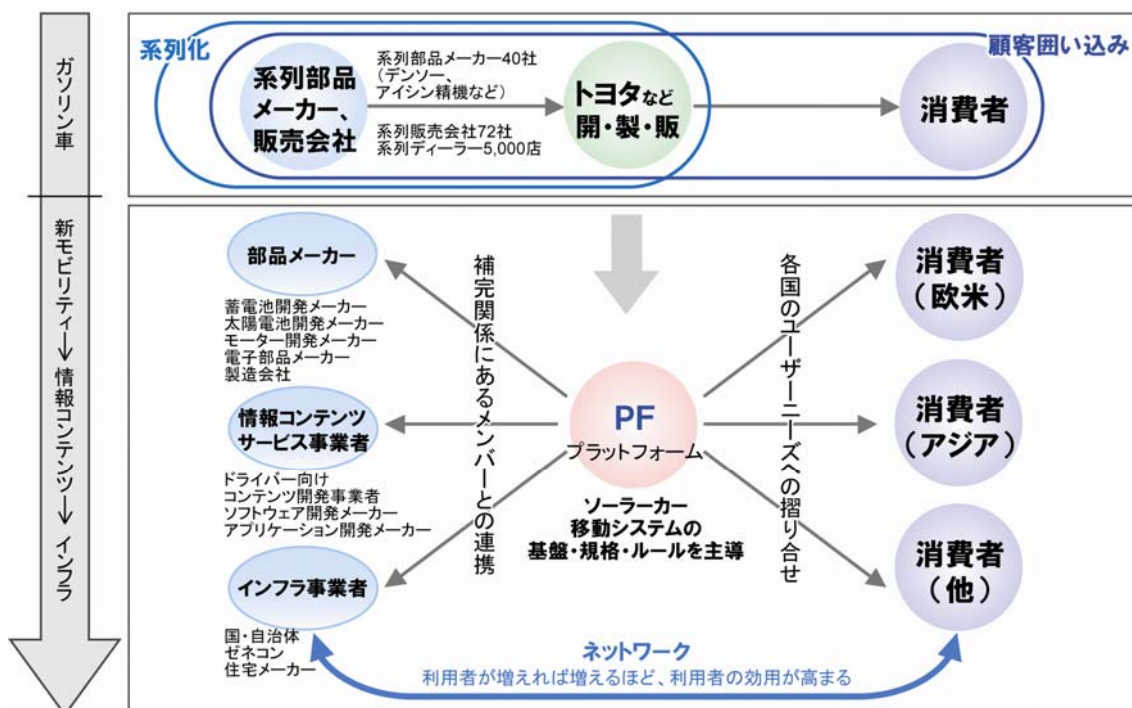 ガソリン車
新モビリティ→情報コンテンツ→インフラ
系列化
顧客囲い込み
系列部品
メーカー、
販売会社
系列部品メーカー40社
(デンソー、
アイシン精機など)
系列販売会社72社
系列ディーラー5,000店
トヨタなど
開・製・販
消費者
部品メーカー
蓄電池開発メーカー
太陽電池開発メーカー
モーター開発メーカー
電子部品メーカー
製造会社
情報コンテンツ
サービス事業者
ドライバー向け
コンテンツ開発事業者
ソフトウェア開発メーカー
アプリケーション開発メーカー
インフラ事業者
国・自治体
ゼネコン
住宅メーカー
補完関係にあるメンバーとの連携
PF
プラットフォーム
ソーラーカー
移動システムの
基盤・規格・ルールを主導
各国のユーザーニーズへの摺り合せ
消費者
(欧米)
消費者
(アジア)
消費者
(他)
ネットワーク
利用者が増えれば増えるほど、利用者の効用が高まる